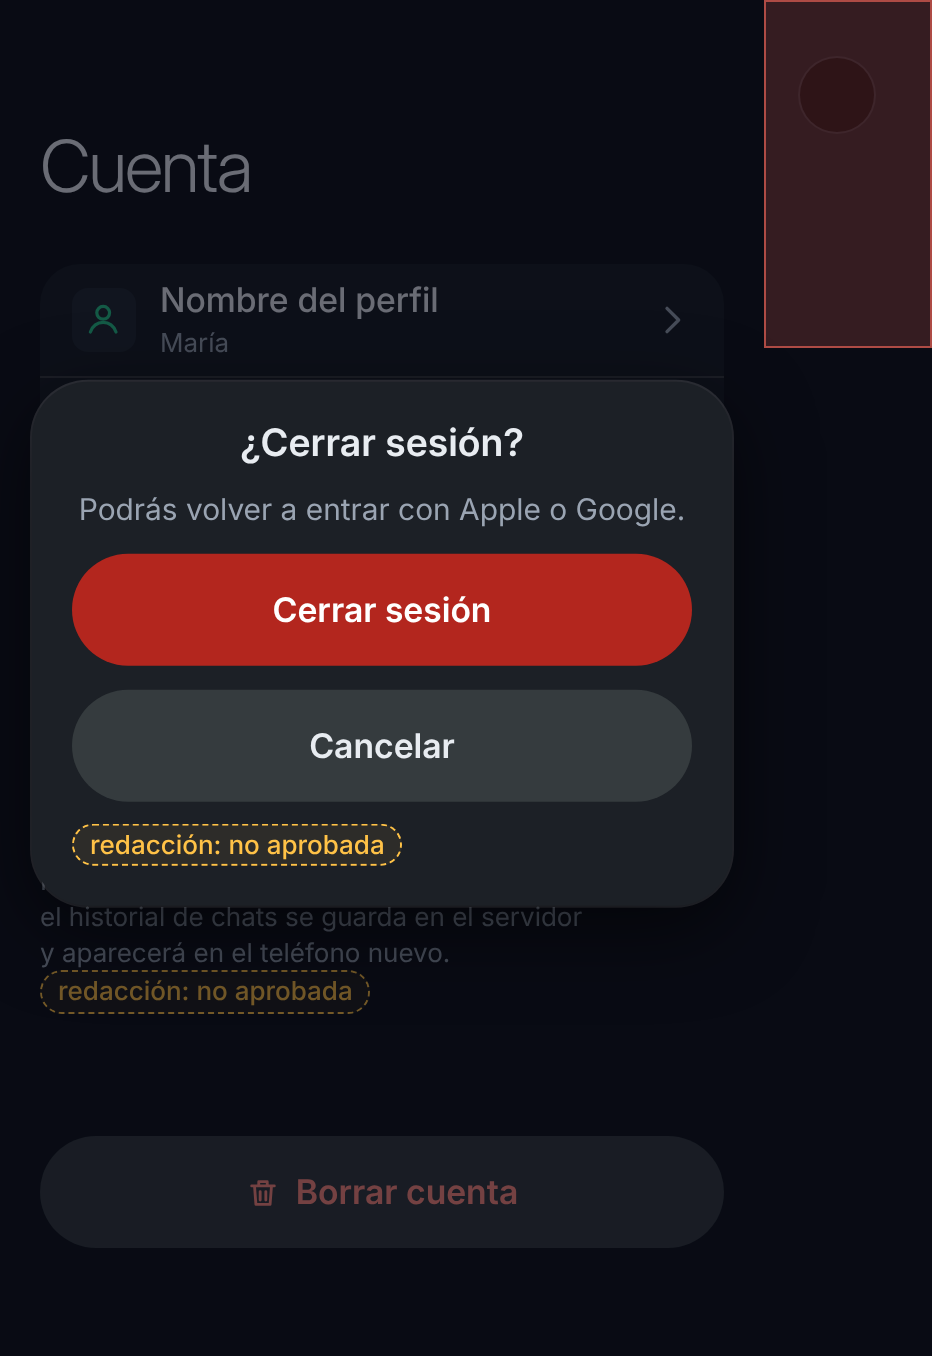 Cuenta
Nombre del perfil
María
¿Cerrar sesión?
Podrás volver a entrar con Apple o Google.
Cerrar sesión
Cancelar
redacción: no aprobada
el historial de chats se guarda en el servidor
y aparecerá en el teléfono nuevo.
redacción: no aprobada
Borrar cuenta